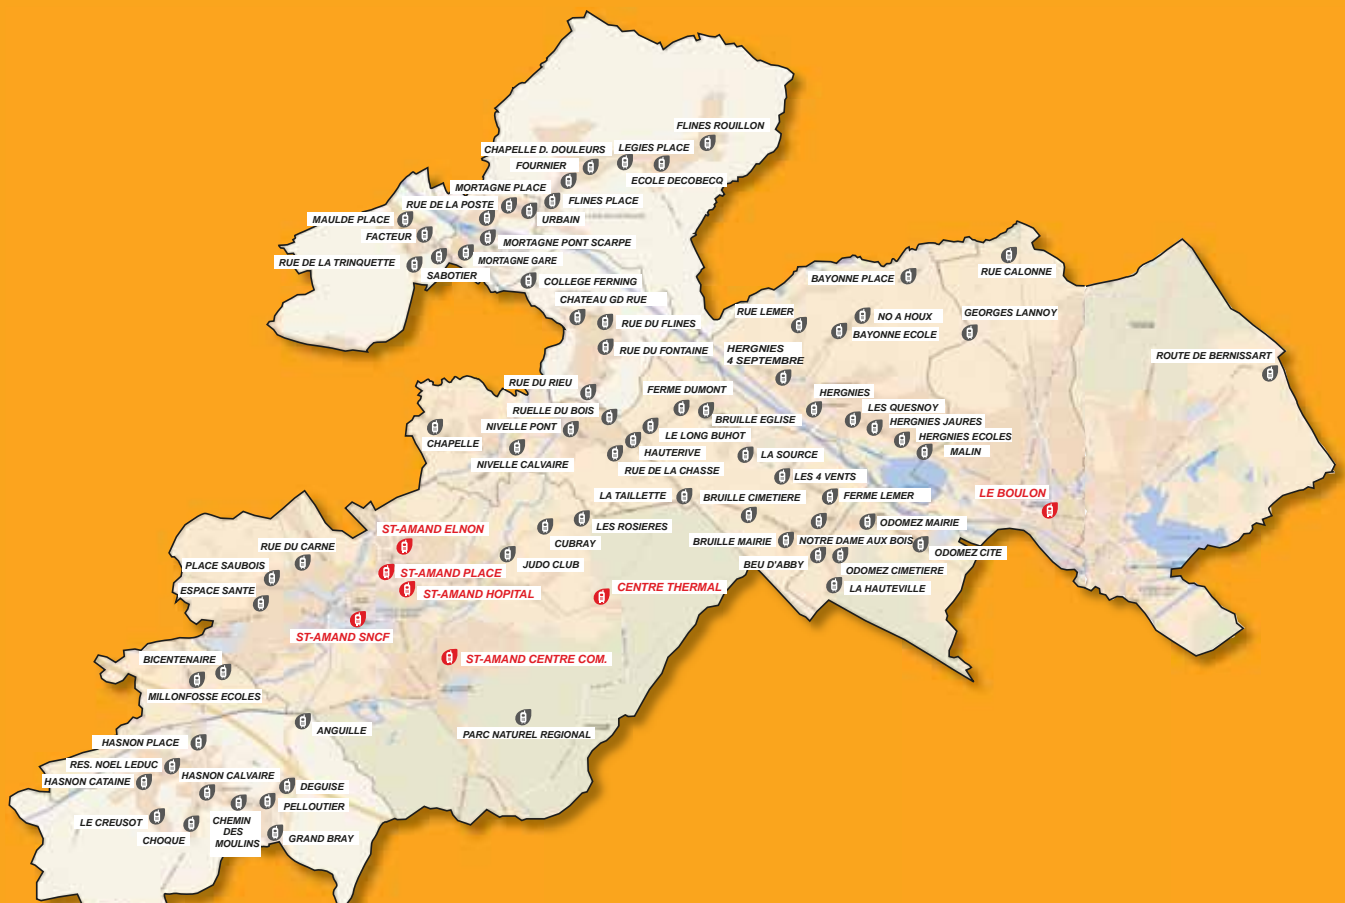 FLINES ROUILLON
CHAPELLE D. DOULEURS
LEGIES PLACE
FOURNIER
ECOLE DECOBECQ
MORTAGNE PLACE
FLINES PLACE
RUE DE LA POSTE
MAULDE PLACE
URBAIN
FACTEUR
MORTAGNE PONT SCARPE
RUE DE LA TRINQUETTE
MORTAGNE GARE
SABOTIER
COLLEGE FERNING
RUE CALONNE
BAYONNE PLACE
CHATEAU GD RUE
RUE LEMER
NO A HOUX
GEORGES LANNOY
RUE DU FLINES
BAYONNE ECOLE
RUE DU FONTAINE
HERGNIES
4 SEPTEMBRE
ROUTE DE BERNISSART
RUE DU RIEU
FERME DUMONT
HERGNIES
RUELLE DU BOIS
BRUILLE EGLISE
LES QUESNOY
NIVELLE PONT
HERGNIES JAURES
CHAPELLE
LE LONG BUHOT
HERGNIES ECOLES
HAUTERIVE
LA SOURCE
MALIN
NIVELLE CALVAIRE
RUE DE LA CHASSE
LES 4 VENTS
LA TAILLETTE
BRUILLE CIMETIERE
FERME LEMER
LE BOULON
ST-AMAND ELNON
LES ROSIERES
ODOMEZ MAIRIE
RUE DU CARNE
CUBRAY
BRUILLE MAIRIE
NOTRE DAME AUX BOIS
ODOMEZ CITE
PLACE SAUBOIS
JUDO CLUB
BEU D'ABBY
ST-AMAND PLACE
ODOMEZ CIMETIERE
ESPACE SANTE
ST-AMAND HOPITAL
CENTRE THERMAL
LA HAUTEVILLE
ST-AMAND SNCF
BICENTENAIRE
ST-AMAND CENTRE COM.
MILLONFOSSE ECOLES
ANGUILLE
PARC NATUREL REGIONAL
HASNON PLACE
RES. NOEL LEDUC
HASNON CALVAIRE
HASNON CATAINE
DEGUISE
PELLOUTIER
LE CREUSOT
CHEMIN
DES
MOULINS
CHOQUE
GRAND BRAY